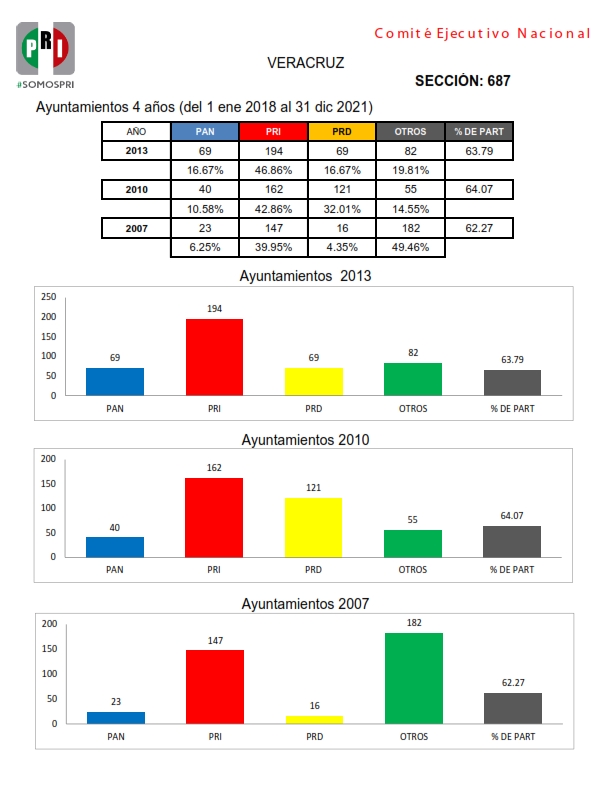 Comité Ejecutivo Nacional
PRI
#SOMOSPRI
VERACRUZ
SECCIÓN: 687
Ayuntamientos 4 años (del 1 ene 2018 al 31 dic 2021)
AÑO PAN PRI PRD OTROS % DE PART
2013 69 194 69 82 63.79
16.67% 46.86% 16.67% 19.81%
2010 40 162 121 55 64.07
10.58% 42.86% 32.01% 14.55%
2007 23 147 16 182 62.27
6.25% 39.95% 4.35% 49.46%
Ayuntamientos 2013
250
200
150
100
50
0
69 194 69 82 63.79
PAN PRI PRD OTROS % DE PART
Ayuntamientos 2010
200
150
100
50
0
40 162 121 55 64.07
PAN PRI PRD OTROS % DE PART
Ayuntamientos 2007
200
150
100
50
0
23 147 16 182 62.27
PAN PRI PRD OTROS % DE PART